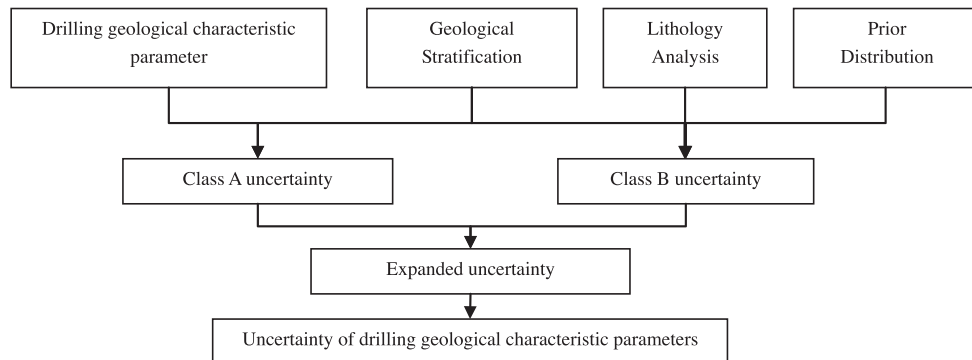 Drilling geological characteristic
parameter
Geological
Stratification
Lithology
Analysis
Prior
Distribution
Class A uncertainty
Class B uncertainty
Expanded uncertainty
Uncertainty of drilling geological characteristic parameters